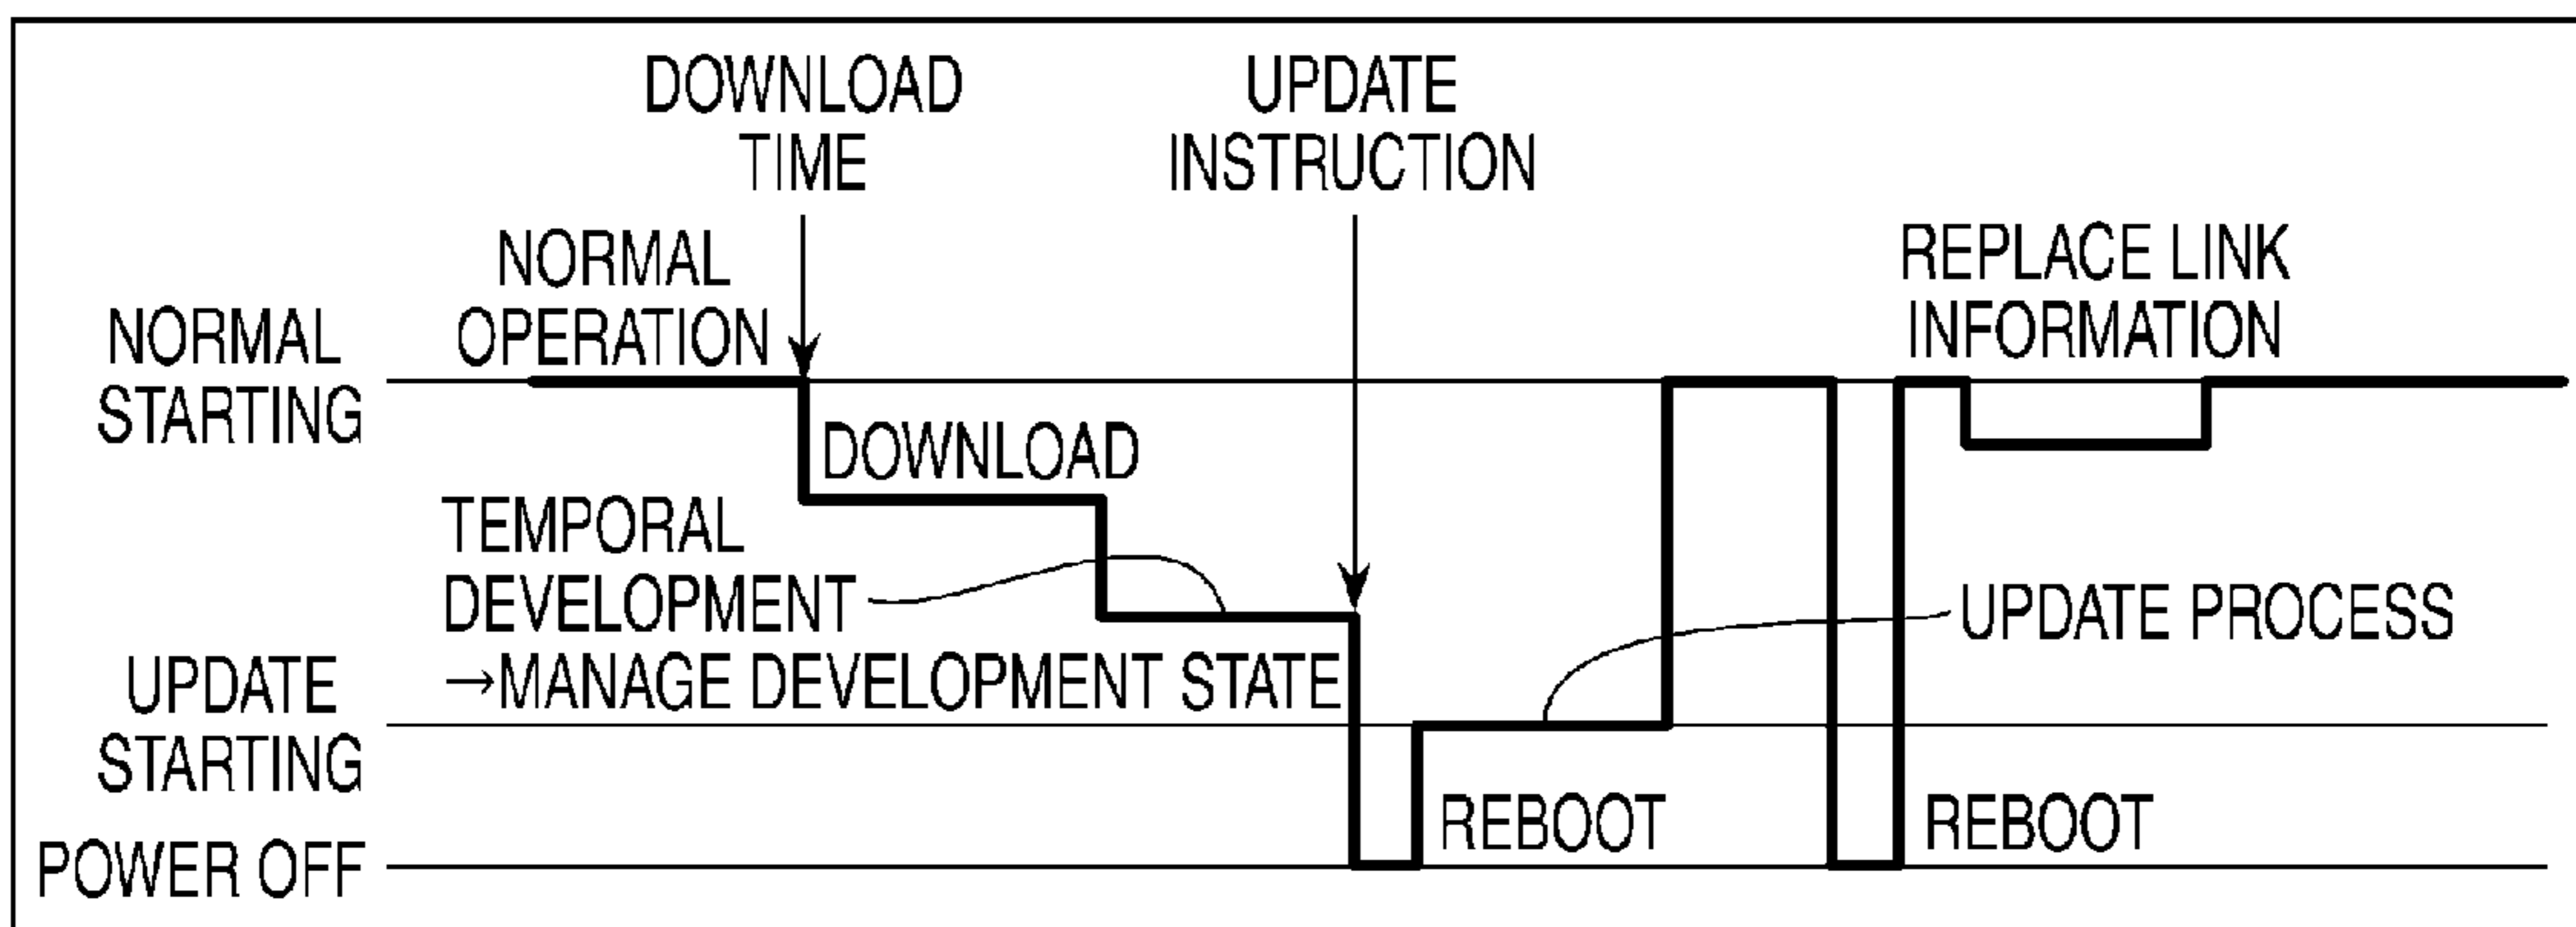 DOWNLOAD
TIME
UPDATE
INSTRUCTION
NORMAL
OPERATION
REPLACE LINK
INFORMATION
NORMAL
STARTING
DOWNLOAD
TEMPORAL
DEVELOPMENT
→MANAGE DEVELOPMENT STATE
UPDATE PROCESS
UPDATE
STARTING
REBOOT
REBOOT
POWER OFF